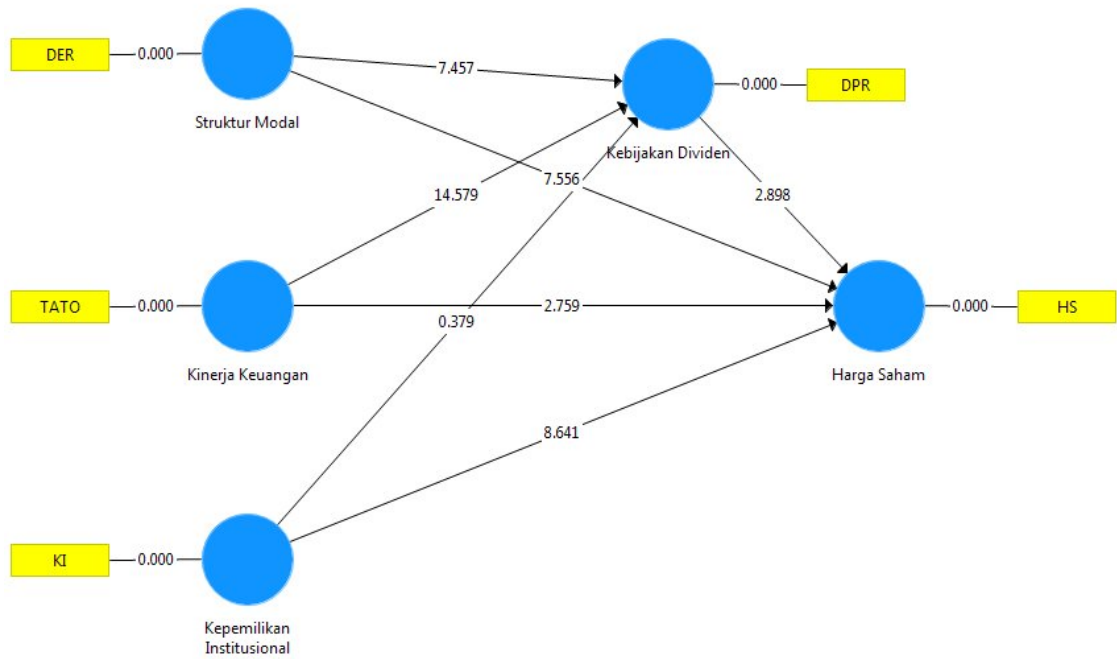 DER
0.000
Struktur Modal
7.457
7.556
Kebijakan Dividen
0.000
DPR
14.579
2.898
TATO
0.000
Kinerja Keuangan
0.379
2.759
Harga Saham
0.000
HS
8.641
KI
0.000
Kepemilikan
Institusional